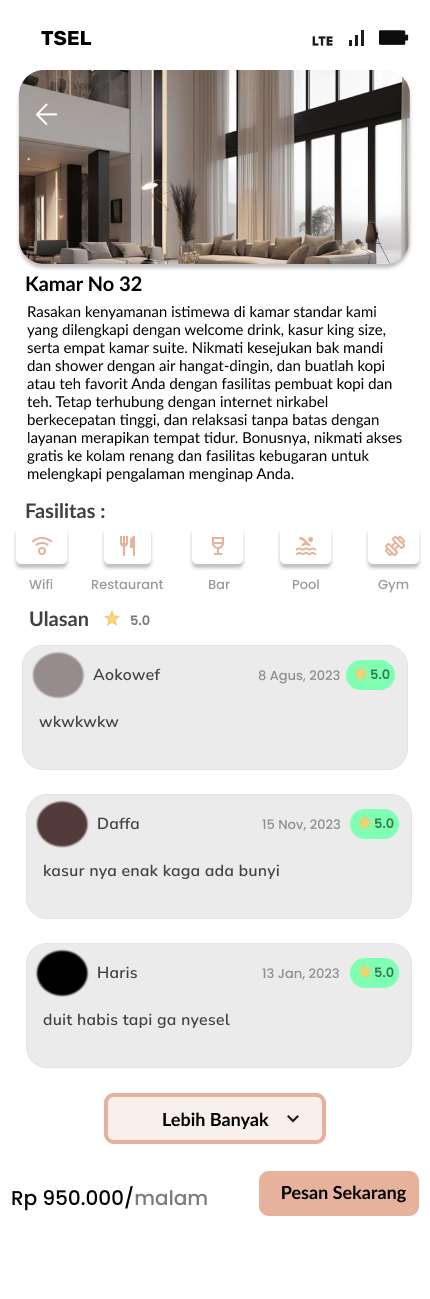 TSEL LTE
Kamar No 32
Rasakan kenyamanan istimewa di kamar standar kami
yang dilengkapi dengan welcome drink, kasur king size,
serta empat kamar suite. Nikmati kesejukan bak mandi
dan shower dengan air hangat-dingin, dan buatlah kopi
atau teh favorit Anda dengan fasilitas pembuat kopi dan
teh. Tetap terhubung dengan internet nirkabel
berkecepatan tinggi, dan relaksasi tanpa batas dengan
layanan merapikan tempat tidur. Bonusnya, nikmati akses
gratis ke kolam renang dan fasilitas kebugaran untuk
melengkapi pengalaman menginap Anda.
Fasilitas :
Wifi Restaurant Bar Pool Gym
Ulasan 5.0
Aokowef 8 Agus, 2023 5.0
wkwkwkw
Daffa 15 Nov, 2023 5.0
kasur nya enak kaga ada bunyi
Haris 13 Jan, 2023 5.0
duit habis tapi ga nyesel
Lebih Banyak
Rp 950.000/malam Pesan Sekarang